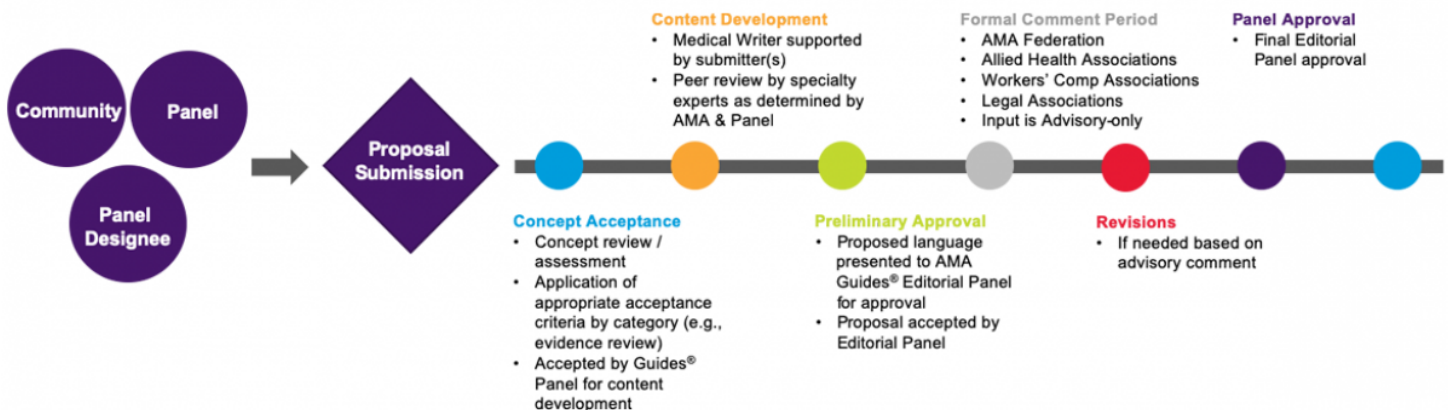 Community
Panel
Panel
Designee
Proposal
Submission
Concept Acceptance
• Concept review /
assessment
• Application of
appropriate acceptance
criteria by category (e.g.,
evidence review)
• Accepted by Guides®
Panel for content
development
Content Development
• Medical Writer supported
by submitter(s)
• Peer review by specialty
experts as determined by
AMA & Panel
Preliminary Approval
• Proposed language
presented to AMA
Guides® Editorial Panel
for approval
• Proposal accepted by
Editorial Panel
Formal Comment Period
• AMA Federation
• Allied Health Associations
• Workers' Comp Associations
• Legal Associations
• Input is Advisory-only
Revisions
• If needed based on
advisory comment
Panel Approval
• Final Editorial
Panel approval